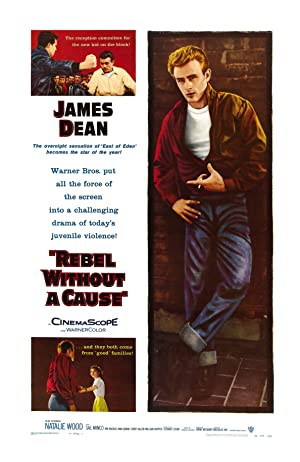 The reception committee for
the new kid on the block!
JAMES
DEAN
The overnight sensation of 'East of Eden'
becomes the star of the year!
Warner Bros. put
all the force of
the screen
into a challenging
drama of today's
juvenile violence!
"REBEL
WITHOUT
A CAUSE"
CINEMASCOPE
AND WARNERCOLOR
...and they both come
from 'good' families!
NATALIE WOOD
SAL MINEO